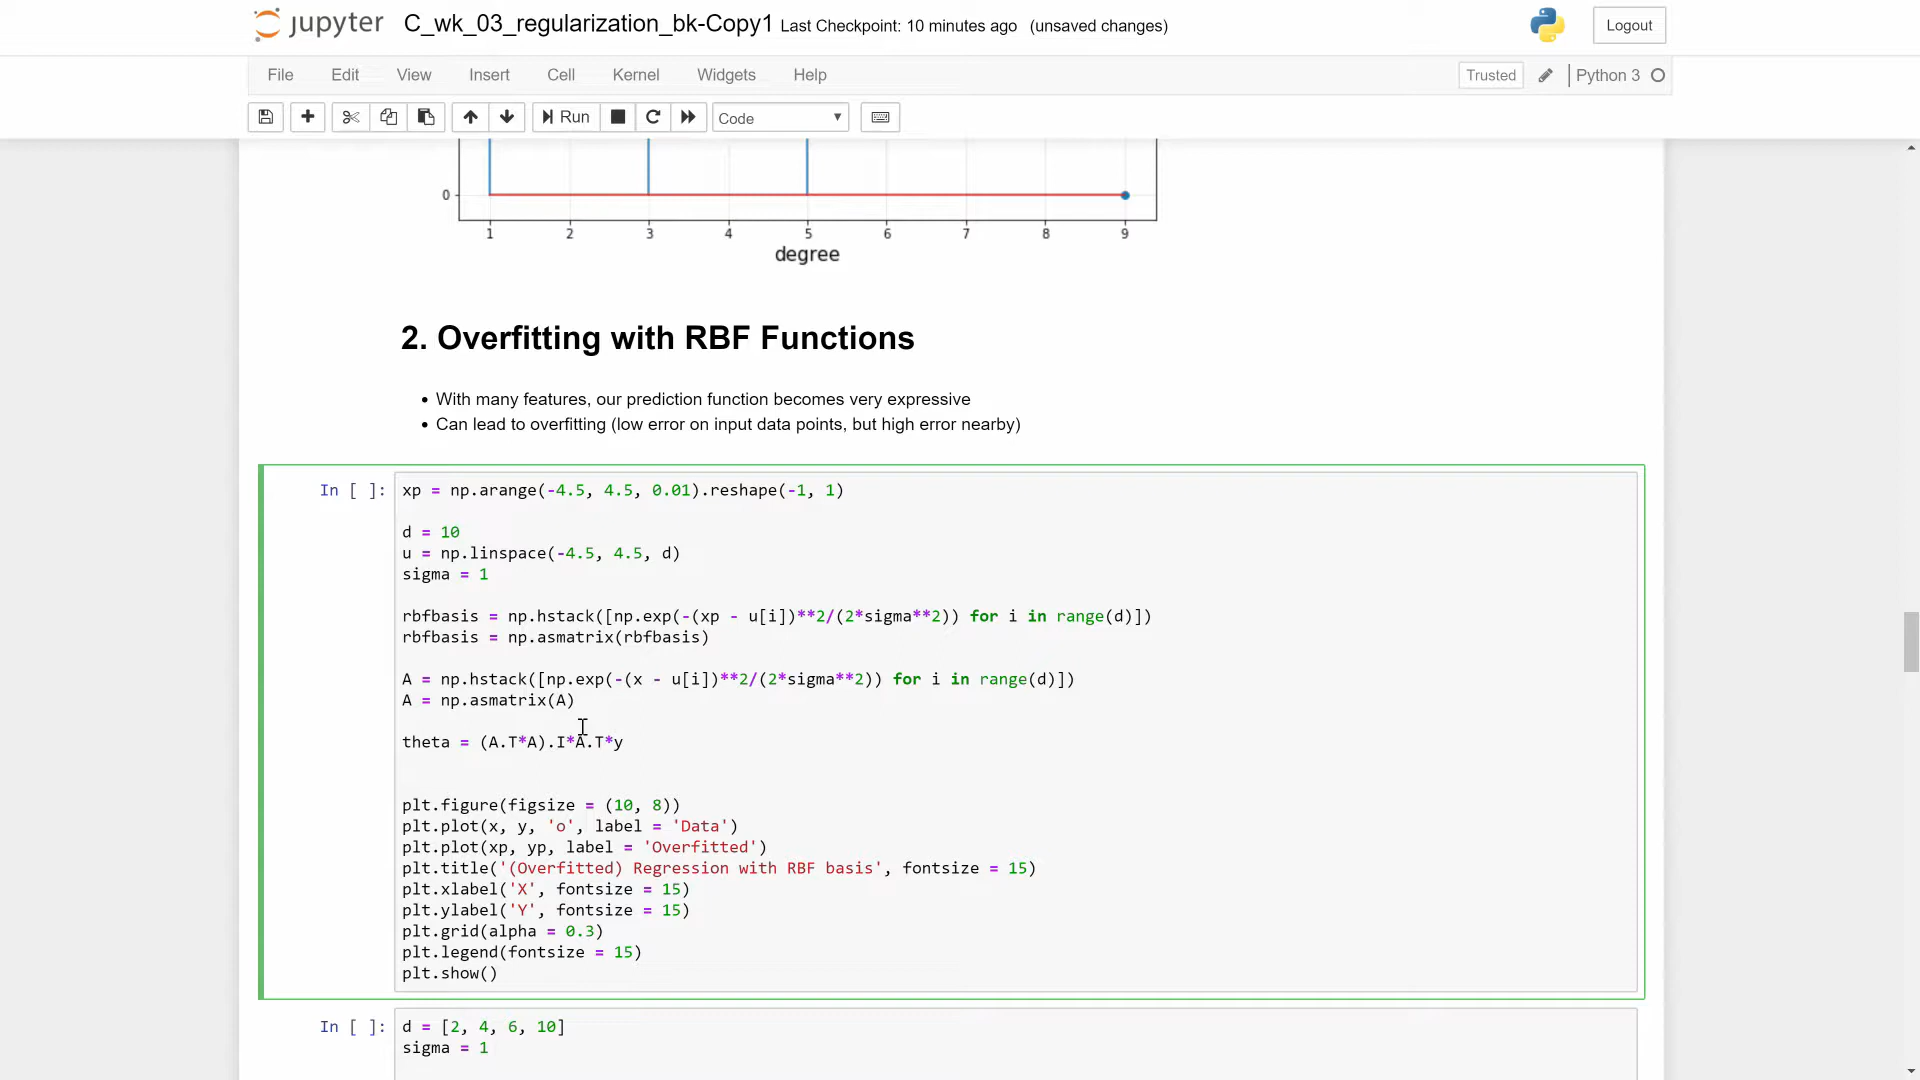 jupyter C_wk_03_regularization_bk-Copy1 Last Checkpoint: 10 minutes ago (unsaved changes) Logout
File Edit View Insert Cell Kernel Widgets Help Trusted Python 3
Run Code
0
1 2 3 4 5 6 7 8 9
degree
2. Overfitting with RBF Functions
• With many features, our prediction function becomes very expressive
• Can lead to overfitting (low error on input data points, but high error nearby)
In [ ]: xp = np.arange(-4.5, 4.5, 0.01).reshape(-1, 1)
d = 10
u = np.linspace(-4.5, 4.5, d)
sigma = 1
rbfbasis = np.hstack([np.exp(-(xp - u[i])**2/(2*sigma**2)) for i in range(d)])
rbfbasis = np.asmatrix(rbfbasis)
A = np.hstack([np.exp(-(x - u[i])**2/(2*sigma**2)) for i in range(d)])
A = np.asmatrix(A)
theta = (A.T*A).I*A.T*y
plt.figure(figsize = (10, 8))
plt.plot(x, y, 'o', label = 'Data')
plt.plot(xp, yp, label = 'Overfitted')
plt.title('(Overfitted) Regression with RBF basis', fontsize = 15)
plt.xlabel('X', fontsize = 15)
plt.ylabel('Y', fontsize = 15)
plt.grid(alpha = 0.3)
plt.legend(fontsize = 15)
plt.show()
In [ ]: d = [2, 4, 6, 10]
sigma = 1